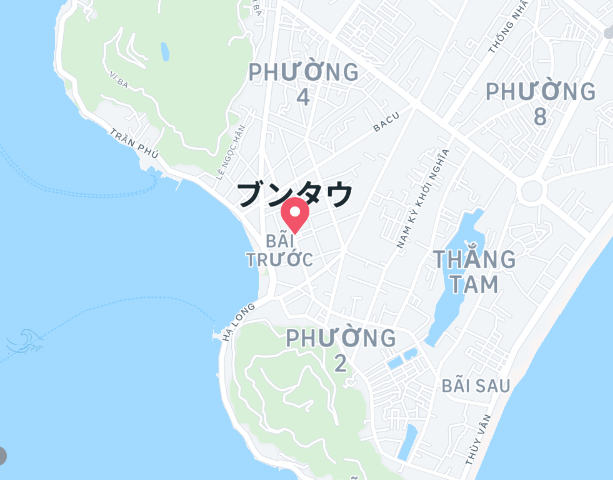 BÀ
VI BA
THỐNG NHẤ
PHƯỜNG
4
PHƯỜNG
8
BACU
TRẦN PHÚ
LÊ NGỌC HÂN
NAM KỲ KHỞI NGHĨA
ブンタウ
BÃI
TRƯỚC
THẮNG
TAM
HẠ LONG
PHƯỜNG
2
BÃI SAU
THÙY VÂN